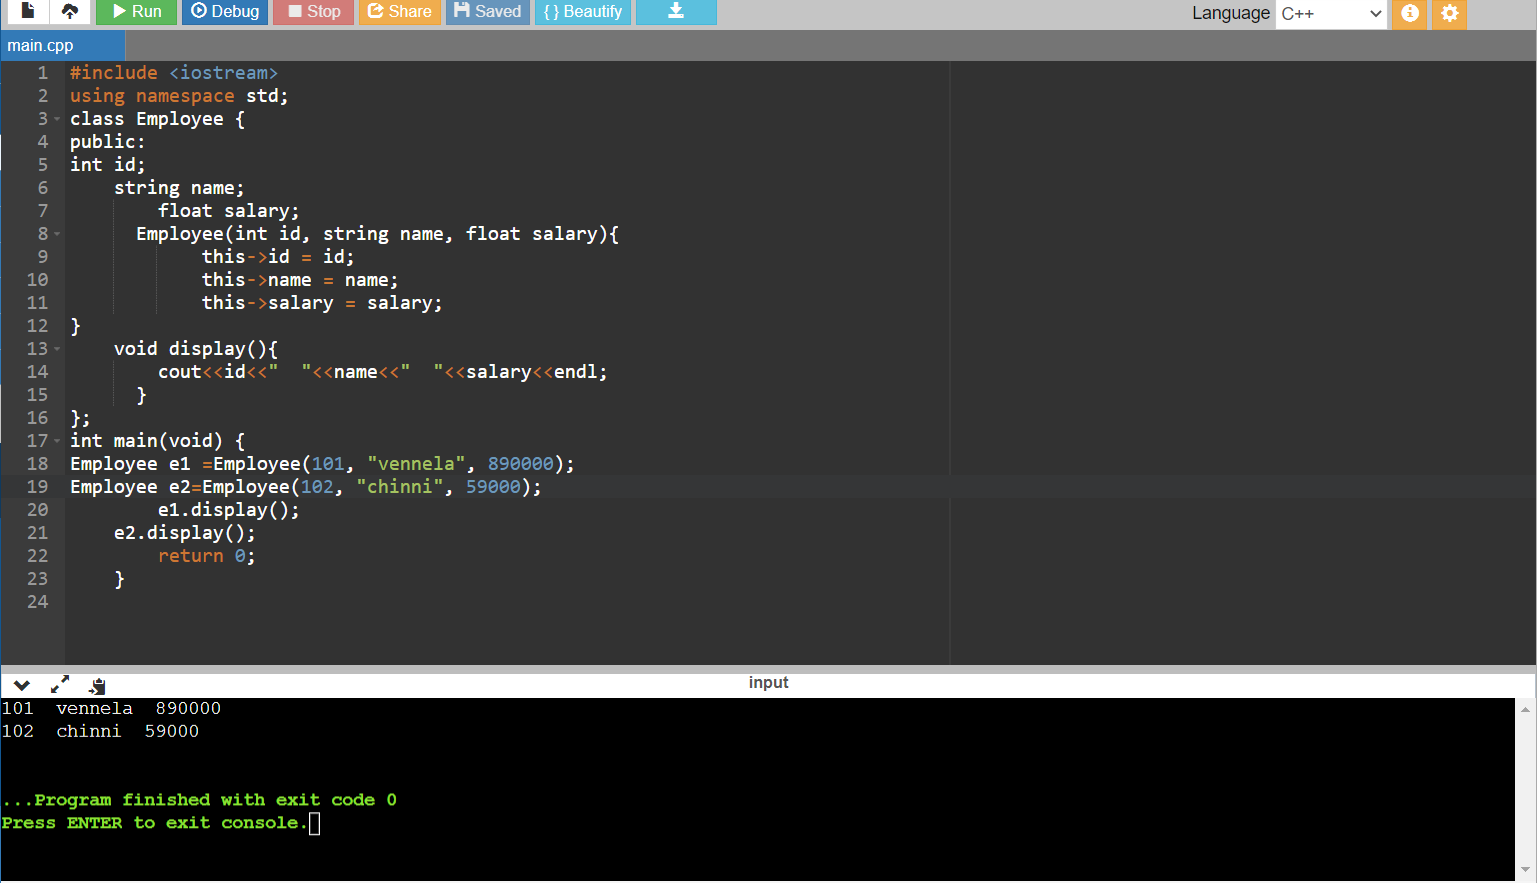 Run Debug Stop Share Saved {} Beautify Language C++
main.cpp
1 #include <iostream>
2 using namespace std;
3 class Employee {
4 public:
5 int id;
6 string name;
7 float salary;
8 Employee(int id, string name, float salary){
9 this->id = id;
10 this->name = name;
11 this->salary = salary;
12 }
13 void display(){
14 cout<<id<<"  "<<name<<"  "<<salary<<endl;
15 }
16 };
17 int main(void) {
18 Employee e1 =Employee(101, "vennela", 890000);
19 Employee e2=Employee(102, "chinni", 59000);
20 e1.display();
21 e2.display();
22 return 0;
23 }
24
input
101  vennela  890000
102  chinni  59000
...Program finished with exit code 0
Press ENTER to exit console.